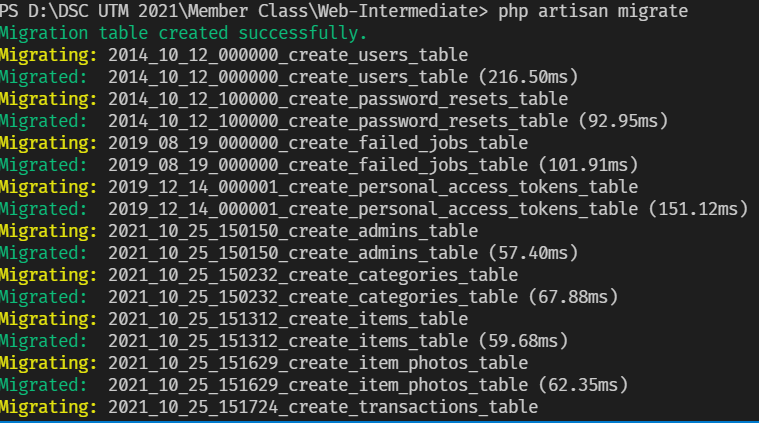 PS D:\DSC UTM 2021\Member Class\Web-Intermediate> php artisan migrate
Migration table created successfully.
Migrating: 2014_10_12_000000_create_users_table
Migrated:  2014_10_12_000000_create_users_table (216.50ms)
Migrating: 2014_10_12_100000_create_password_resets_table
Migrated:  2014_10_12_100000_create_password_resets_table (92.95ms)
Migrating: 2019_08_19_000000_create_failed_jobs_table
Migrated:  2019_08_19_000000_create_failed_jobs_table (101.91ms)
Migrating: 2019_12_14_000001_create_personal_access_tokens_table
Migrated:  2019_12_14_000001_create_personal_access_tokens_table (151.12ms)
Migrating: 2021_10_25_150150_create_admins_table
Migrated:  2021_10_25_150150_create_admins_table (57.40ms)
Migrating: 2021_10_25_150232_create_categories_table
Migrated:  2021_10_25_150232_create_categories_table (67.88ms)
Migrating: 2021_10_25_151312_create_items_table
Migrated:  2021_10_25_151312_create_items_table (59.68ms)
Migrating: 2021_10_25_151629_create_item_photos_table
Migrated:  2021_10_25_151629_create_item_photos_table (62.35ms)
Migrating: 2021_10_25_151724_create_transactions_table